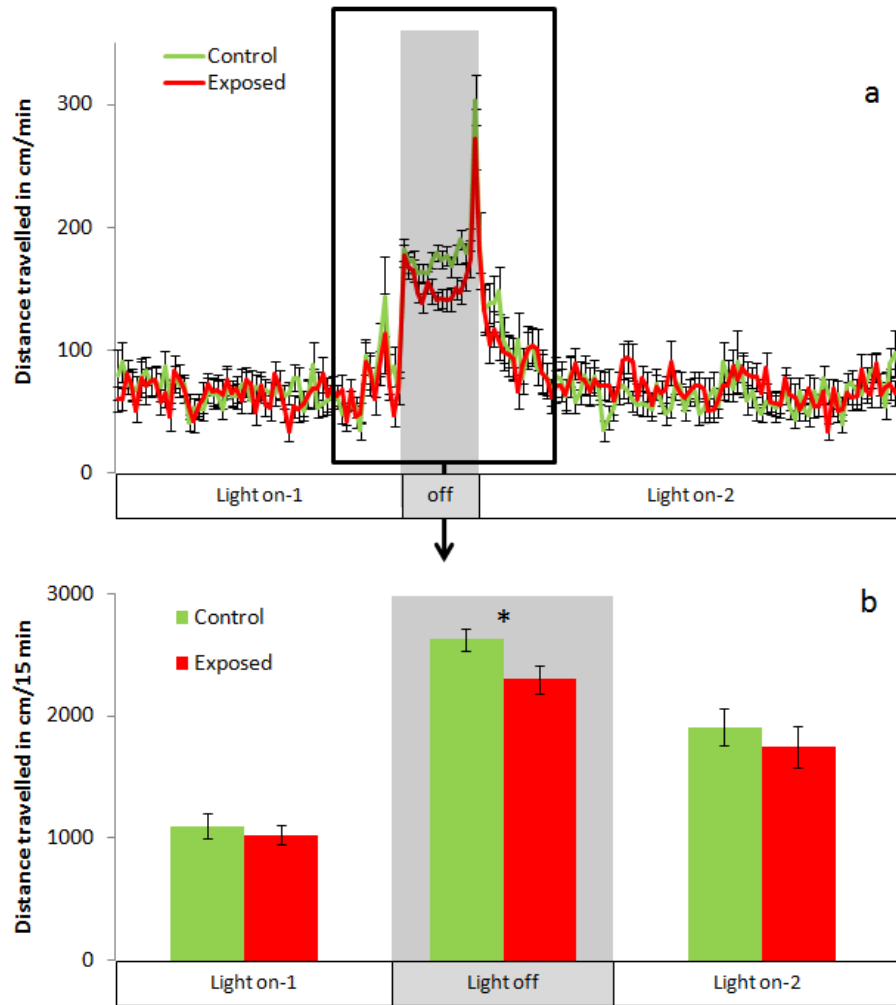 Control
Exposed
a
Distance travelled in cm/min
300
200
100
0
Light on-1 off Light on-2
b
Control
Exposed
*
Distance travelled in cm/15 min
3000
2000
1000
0
Light on-1 Light off Light on-2